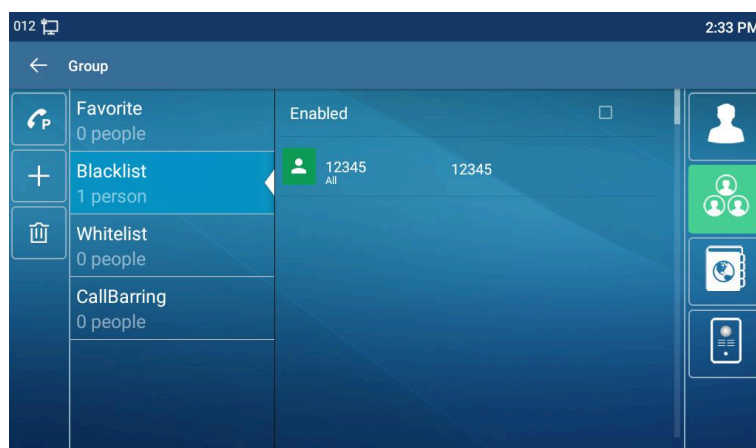 012
2:33 PM
Group
P
Favorite
0 people
Blacklist
1 person
Whitelist
0 people
CallBarring
0 people
Enabled
12345
12345
All